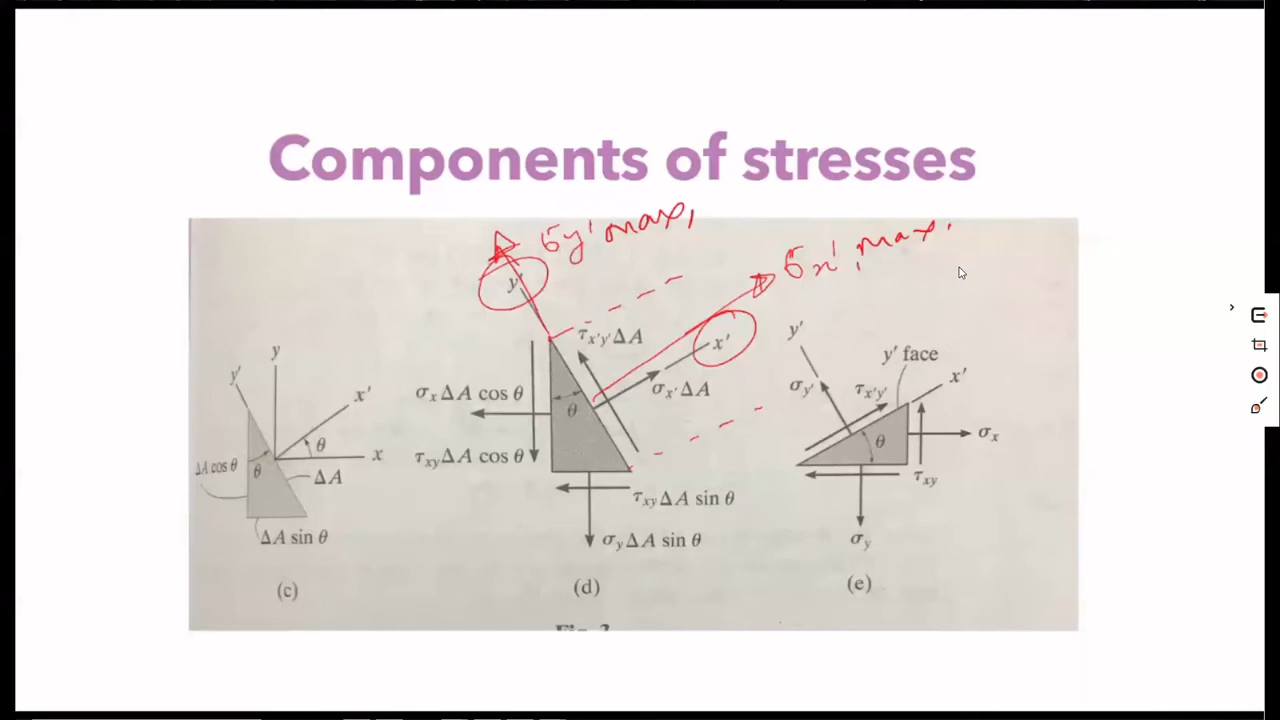 Components of stresses
σy' max,
σx', max.
y
y'
x'
θ
x
ΔA cos θ
θ
ΔA
ΔA sin θ
(c)
y'
τx'y' ΔA
x'
σx ΔA cos θ
θ
σx' ΔA
τxy ΔA cos θ
τxy ΔA sin θ
σy ΔA sin θ
(d)
y'
y' face
x'
σy'
τx'y'
θ
σx
τxy
σy
(e)